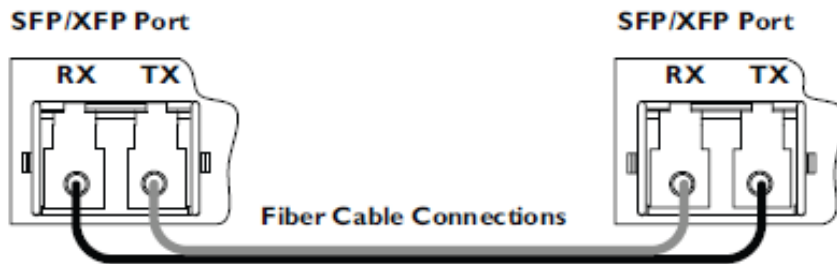 SFP/XFP Port SFP/XFP Port
RX TX RX TX
Fiber Cable Connections